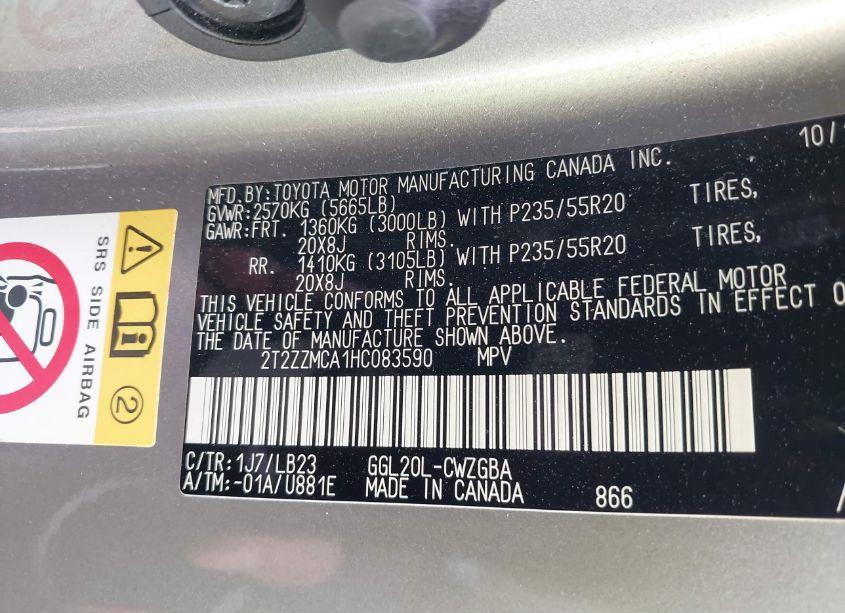 10/
MFD.BY:TOYOTA MOTOR MANUFACTURING CANADA INC.
GVWR:2570KG (5665LB)
GAWR:FRT. 1360KG (3000LB) WITH P235/55R20 TIRES,
20X8J RIMS.
RR. 1410KG (3105LB) WITH P235/55R20 TIRES,
20X8J RIMS.
THIS VEHICLE CONFORMS TO ALL APPLICABLE FEDERAL MOTOR
VEHICLE SAFETY AND THEFT PREVENTION STANDARDS IN EFFECT O
THE DATE OF MANUFACTURE SHOWN ABOVE.
2T2ZZMCA1HC083590 MPV
C/TR:1J7/LB23 GGL20L-CWZGBA
A/TM:-01A/U881E MADE IN CANADA 866
SRS SIDE AIRBAG
2